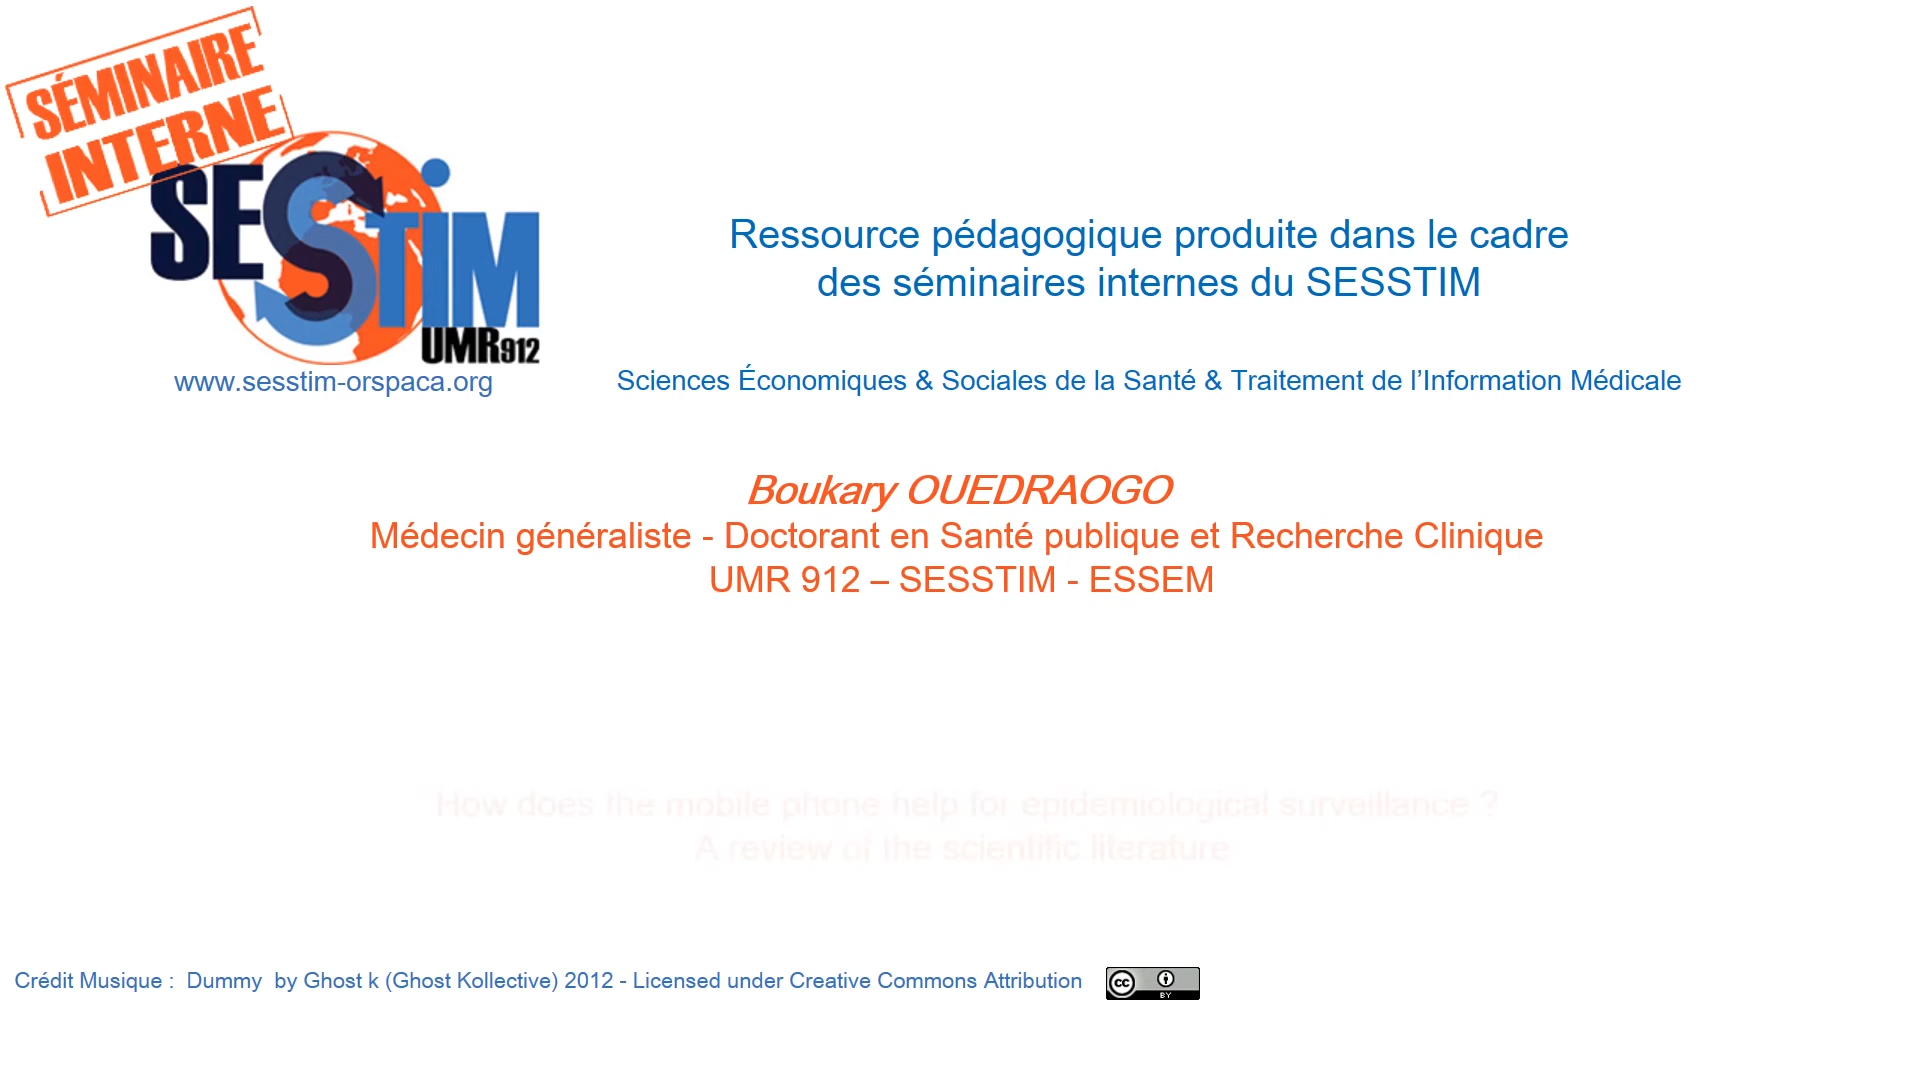 SÉMINAIRE
INTERNE
SESSTIM
UMR912
www.sesstim-orspaca.org
Ressource pédagogique produite dans le cadre
des séminaires internes du SESSTIM
Sciences Économiques & Sociales de la Santé & Traitement de l’Information Médicale
Boukary OUEDRAOGO
Médecin généraliste - Doctorant en Santé publique et Recherche Clinique
UMR 912 – SESSTIM - ESSEM
How does the mobile phone help for epidemiological surveillance ?
A review of the scientific literature
Crédit Musique :  Dummy  by Ghost k (Ghost Kollective) 2012 - Licensed under Creative Commons Attribution
cc BY